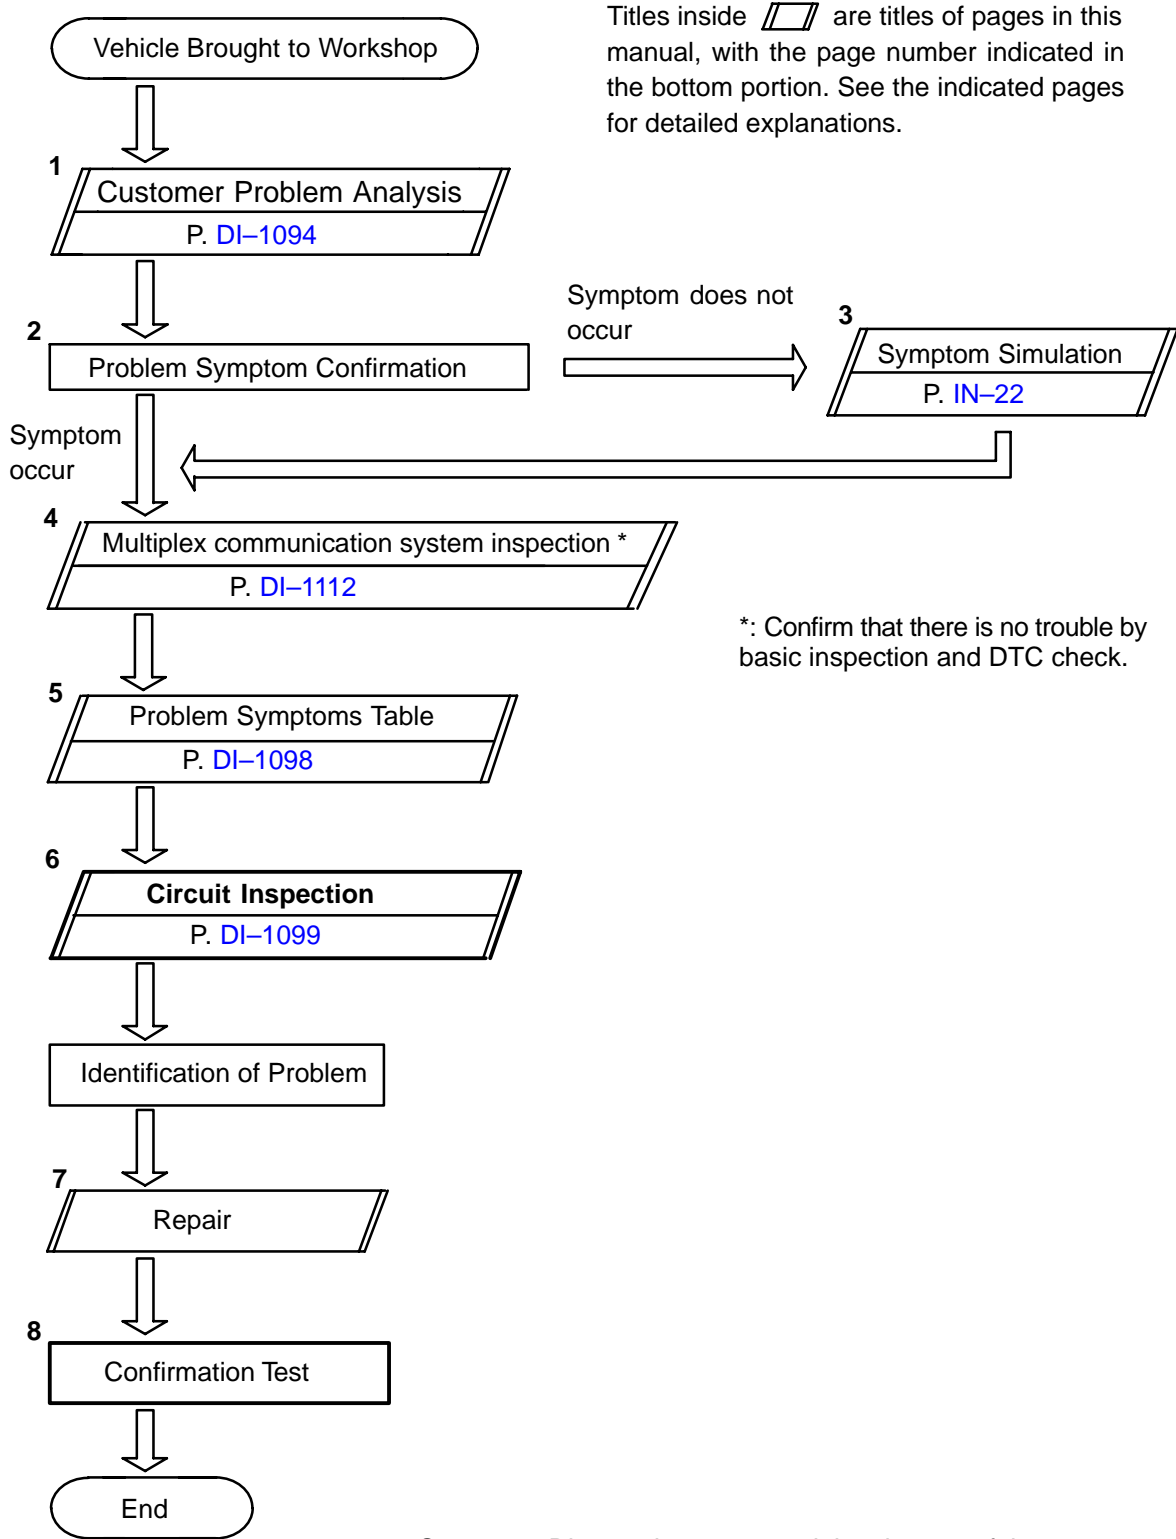 Vehicle Brought to Workshop
Titles inside are titles of pages in this
manual, with the page number indicated in
the bottom portion. See the indicated pages
for detailed explanations.
1
Customer Problem Analysis
P. DI–1094
2
Problem Symptom Confirmation
Symptom does not
occur
3
Symptom Simulation
P. IN–22
Symptom
occur
4
Multiplex communication system inspection *
P. DI–1112
*: Confirm that there is no trouble by
basic inspection and DTC check.
5
Problem Symptoms Table
P. DI–1098
6
Circuit Inspection
P. DI–1099
Identification of Problem
7
Repair
8
Confirmation Test
End